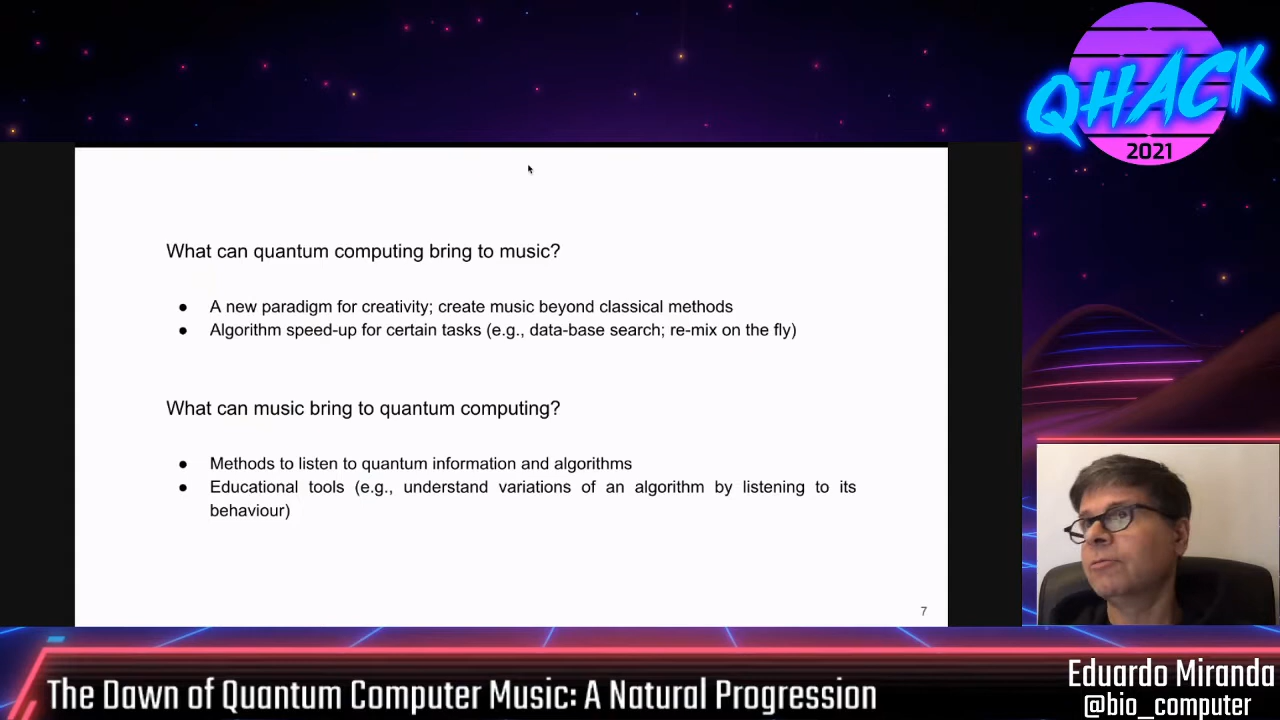 QHACK
2021
What can quantum computing bring to music?
● A new paradigm for creativity; create music beyond classical methods
● Algorithm speed-up for certain tasks (e.g., data-base search; re-mix on the fly)
What can music bring to quantum computing?
● Methods to listen to quantum information and algorithms
● Educational tools (e.g., understand variations of an algorithm by listening to its
behaviour)
7
The Dawn of Quantum Computer Music: A Natural Progression
Eduardo Miranda
@bio_computer